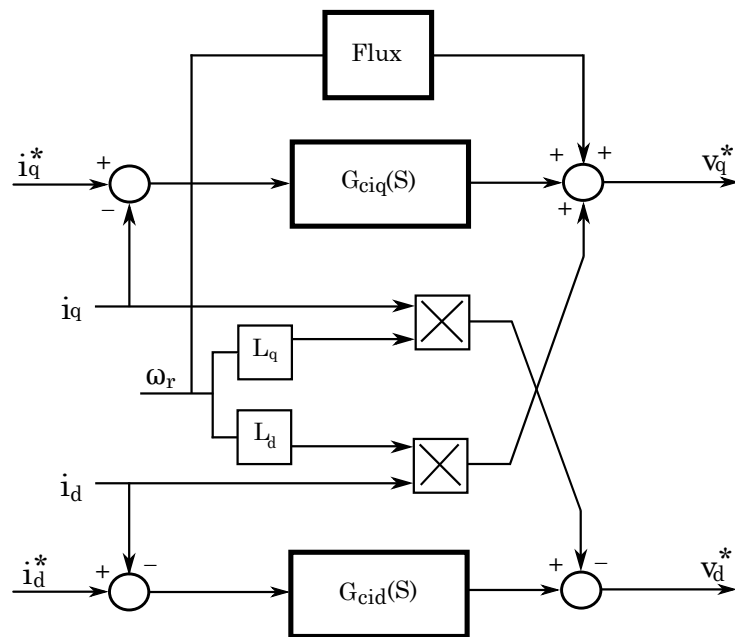 Flux
i*q
+
−
Gciq(S)
+
+
+
v*q
iq
Lq
ωr
Ld
id
i*d
+
−
Gcid(S)
+
−
v*d